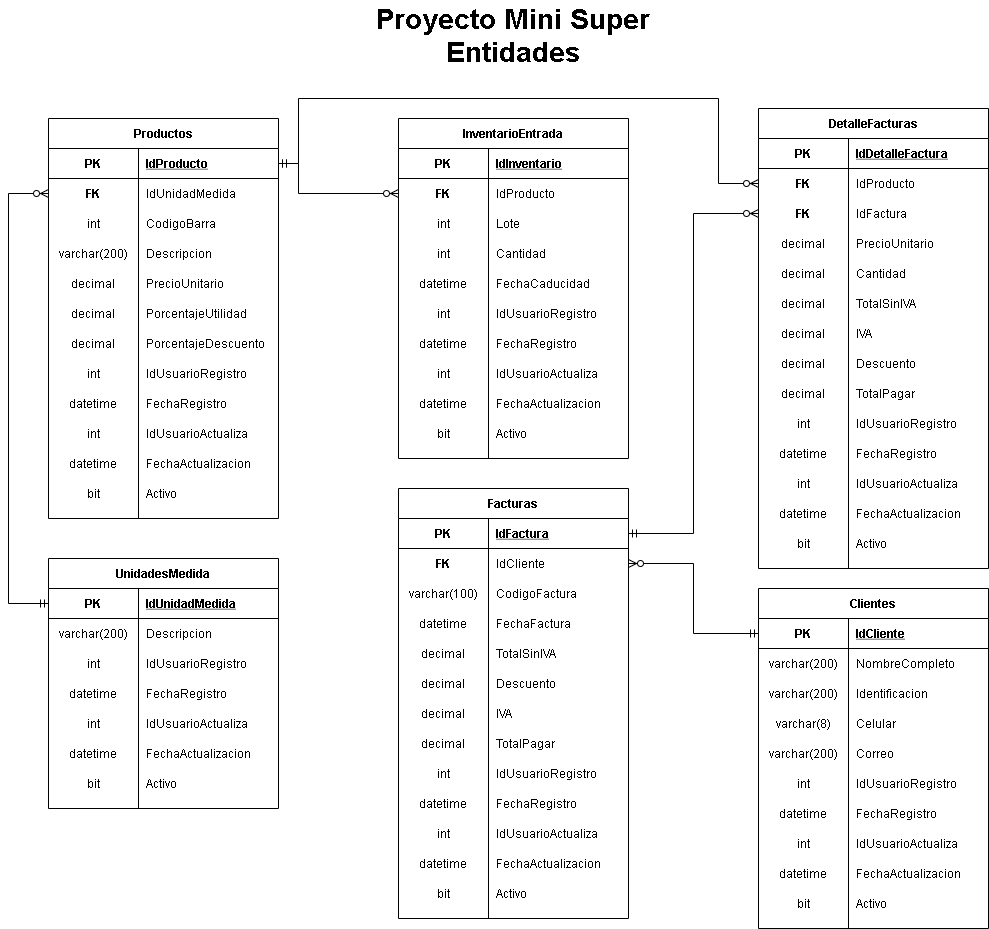 Proyecto Mini Super
Entidades
Productos
PK IdProducto
FK IdUnidadMedida
int CodigoBarra
varchar(200) Descripcion
decimal PrecioUnitario
decimal PorcentajeUtilidad
decimal PorcentajeDescuento
int IdUsuarioRegistro
datetime FechaRegistro
int IdUsuarioActualiza
datetime FechaActualizacion
bit Activo
UnidadesMedida
PK IdUnidadMedida
varchar(200) Descripcion
int IdUsuarioRegistro
datetime FechaRegistro
int IdUsuarioActualiza
datetime FechaActualizacion
bit Activo
InventarioEntrada
PK IdInventario
FK IdProducto
int Lote
int Cantidad
datetime FechaCaducidad
int IdUsuarioRegistro
datetime FechaRegistro
int IdUsuarioActualiza
datetime FechaActualizacion
bit Activo
Facturas
PK IdFactura
FK IdCliente
varchar(100) CodigoFactura
datetime FechaFactura
decimal TotalSinIVA
decimal Descuento
decimal IVA
decimal TotalPagar
int IdUsuarioRegistro
datetime FechaRegistro
int IdUsuarioActualiza
datetime FechaActualizacion
bit Activo
DetalleFacturas
PK IdDetalleFactura
FK IdProducto
FK IdFactura
decimal PrecioUnitario
decimal Cantidad
decimal TotalSinIVA
decimal IVA
decimal Descuento
decimal TotalPagar
int IdUsuarioRegistro
datetime FechaRegistro
int IdUsuarioActualiza
datetime FechaActualizacion
bit Activo
Clientes
PK IdCliente
varchar(200) NombreCompleto
varchar(200) Identificacion
varchar(8) Celular
varchar(200) Correo
int IdUsuarioRegistro
datetime FechaRegistro
int IdUsuarioActualiza
datetime FechaActualizacion
bit Activo